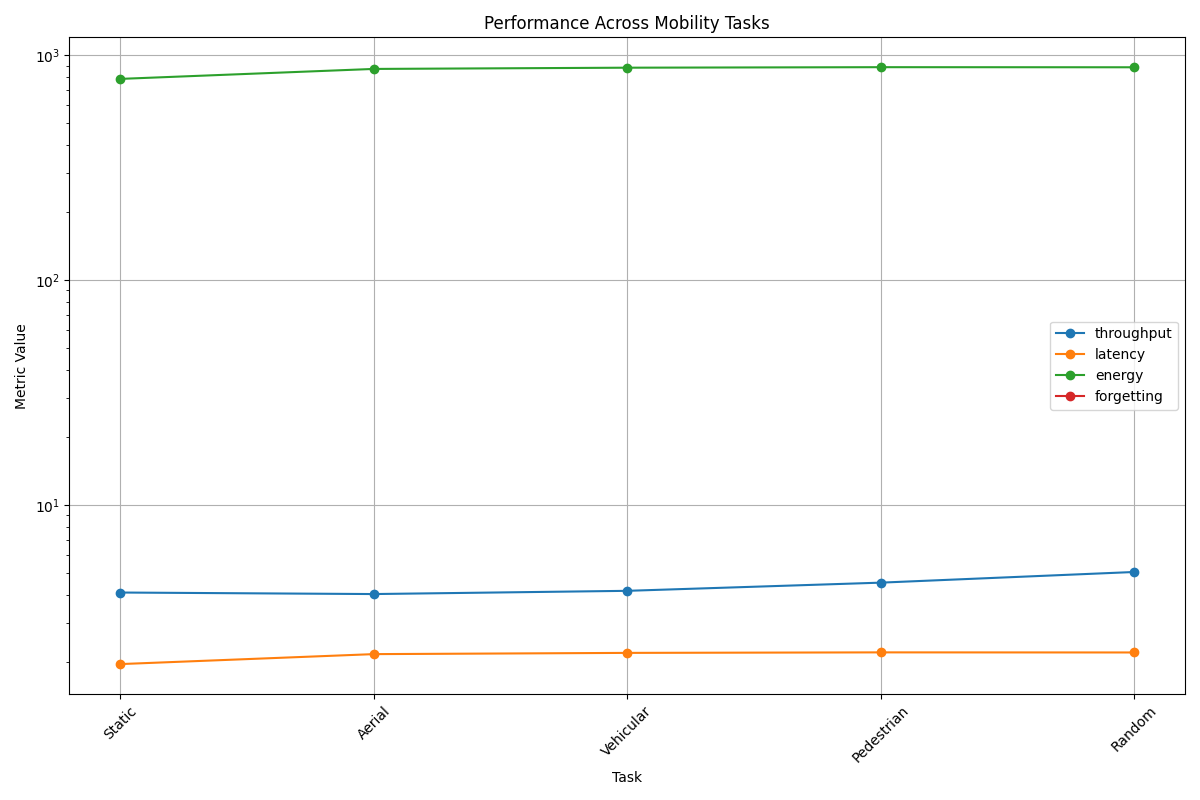 Performance Across Mobility Tasks
Metric Value
10³
10²
10¹
throughput
latency
energy
forgetting
Static
Aerial
Vehicular
Pedestrian
Random
Task